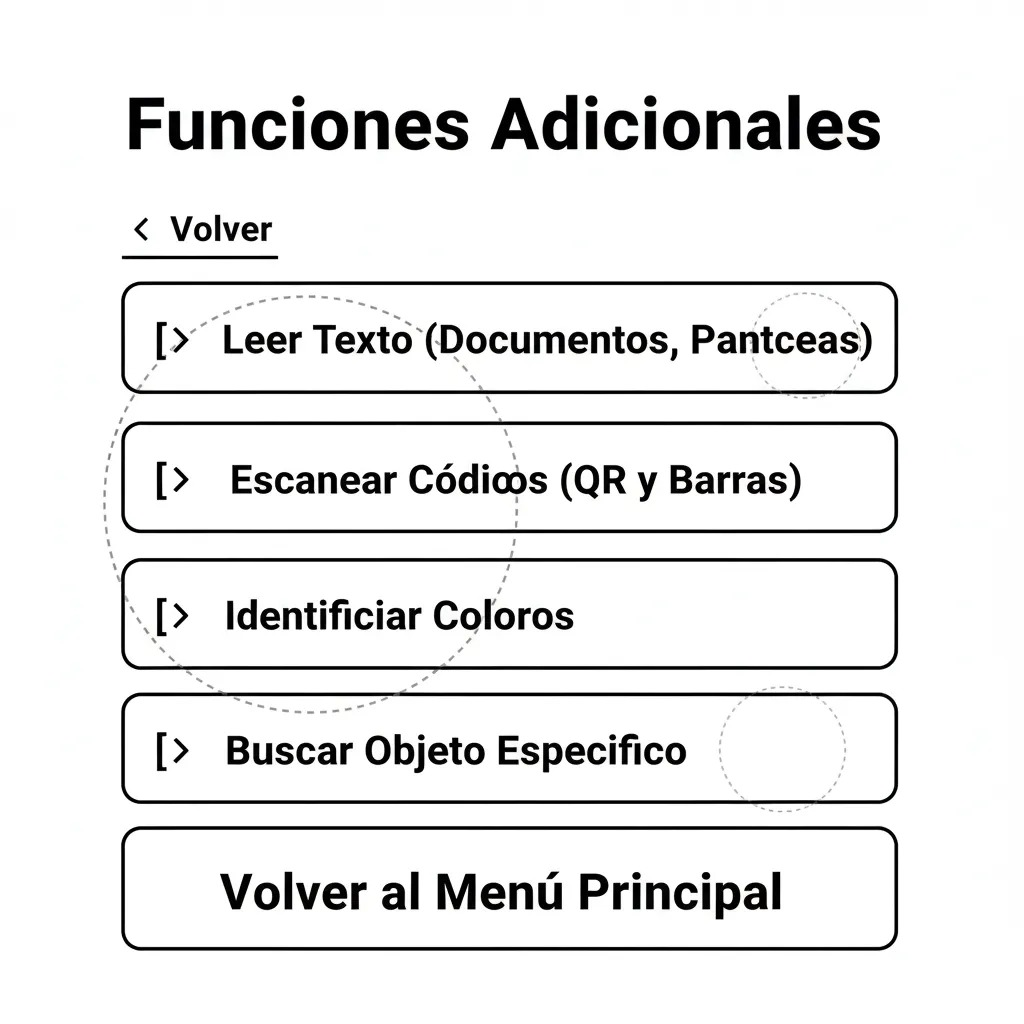 Funciones Adicionales
< Volver
[> Leer Texto (Documentos, Pantceas)
[> Escanear (QR y Barras)
[> Identificiar Coloros
[> Buscar Objeto Especifico
Volver al Menú Principal